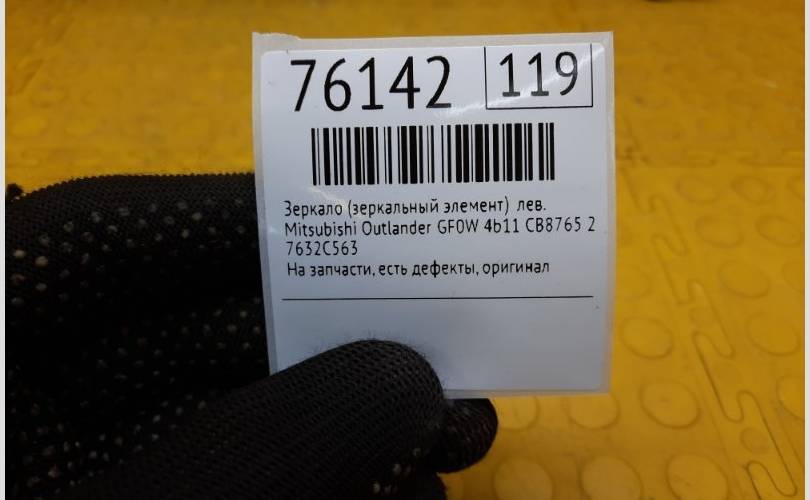 76142 119
Зеркало (зеркальный элемент) лев.
Mitsubishi Outlander GF0W 4b11 CB8765 2
7632C563
На запчасти, есть дефекты, оригинал